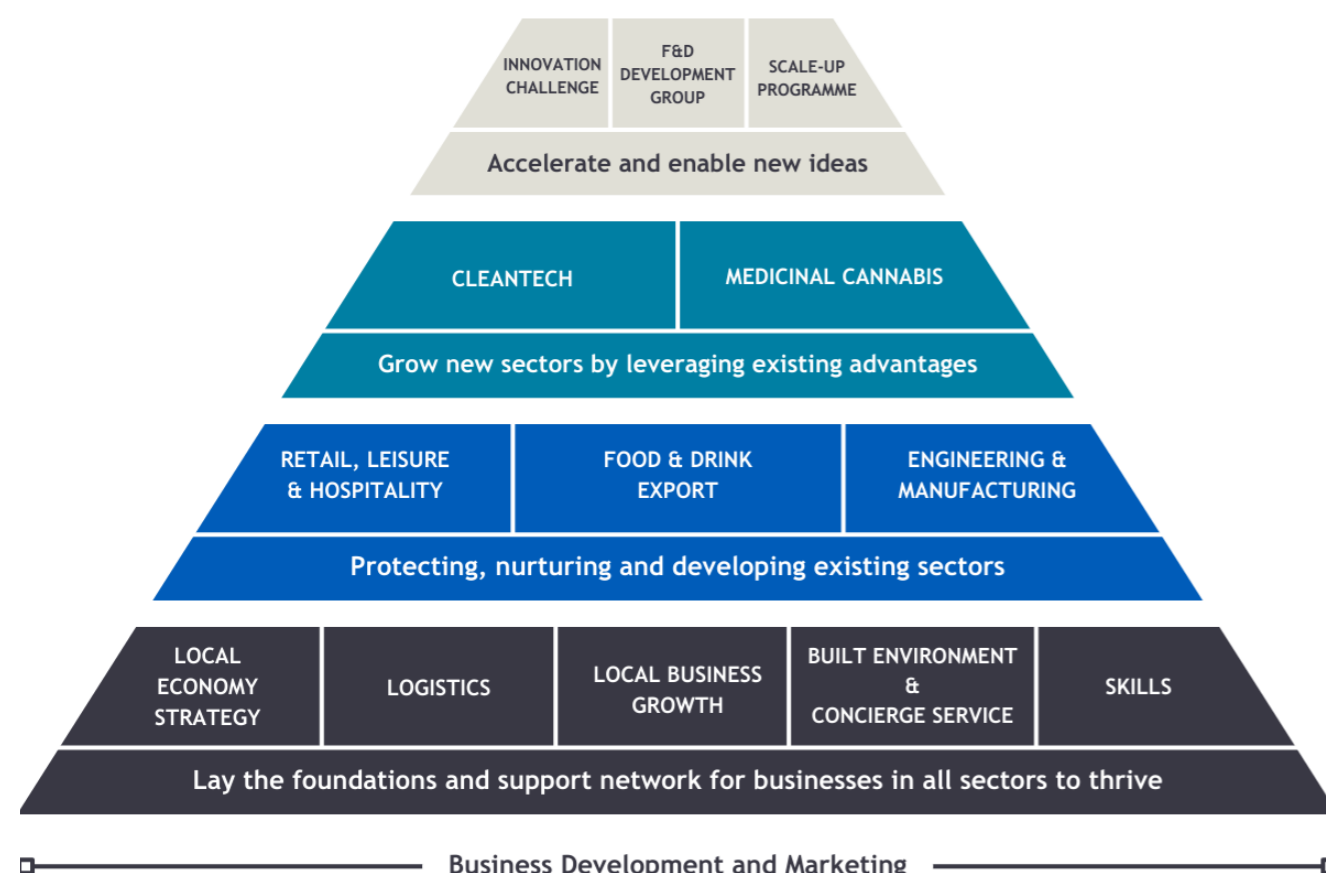 INNOVATION
CHALLENGE
F&D
DEVELOPMENT
GROUP
SCALE-UP
PROGRAMME
Accelerate and enable new ideas
CLEANTECH
MEDICINAL CANNABIS
Grow new sectors by leveraging existing advantages
RETAIL, LEISURE
& HOSPITALITY
FOOD & DRINK
EXPORT
ENGINEERING &
MANUFACTURING
Protecting, nurturing and developing existing sectors
LOCAL
ECONOMY
STRATEGY
LOGISTICS
LOCAL BUSINESS
GROWTH
BUILT ENVIRONMENT
&
CONCIERGE SERVICE
SKILLS
Lay the foundations and support network for businesses in all sectors to thrive
Business Development and Marketing